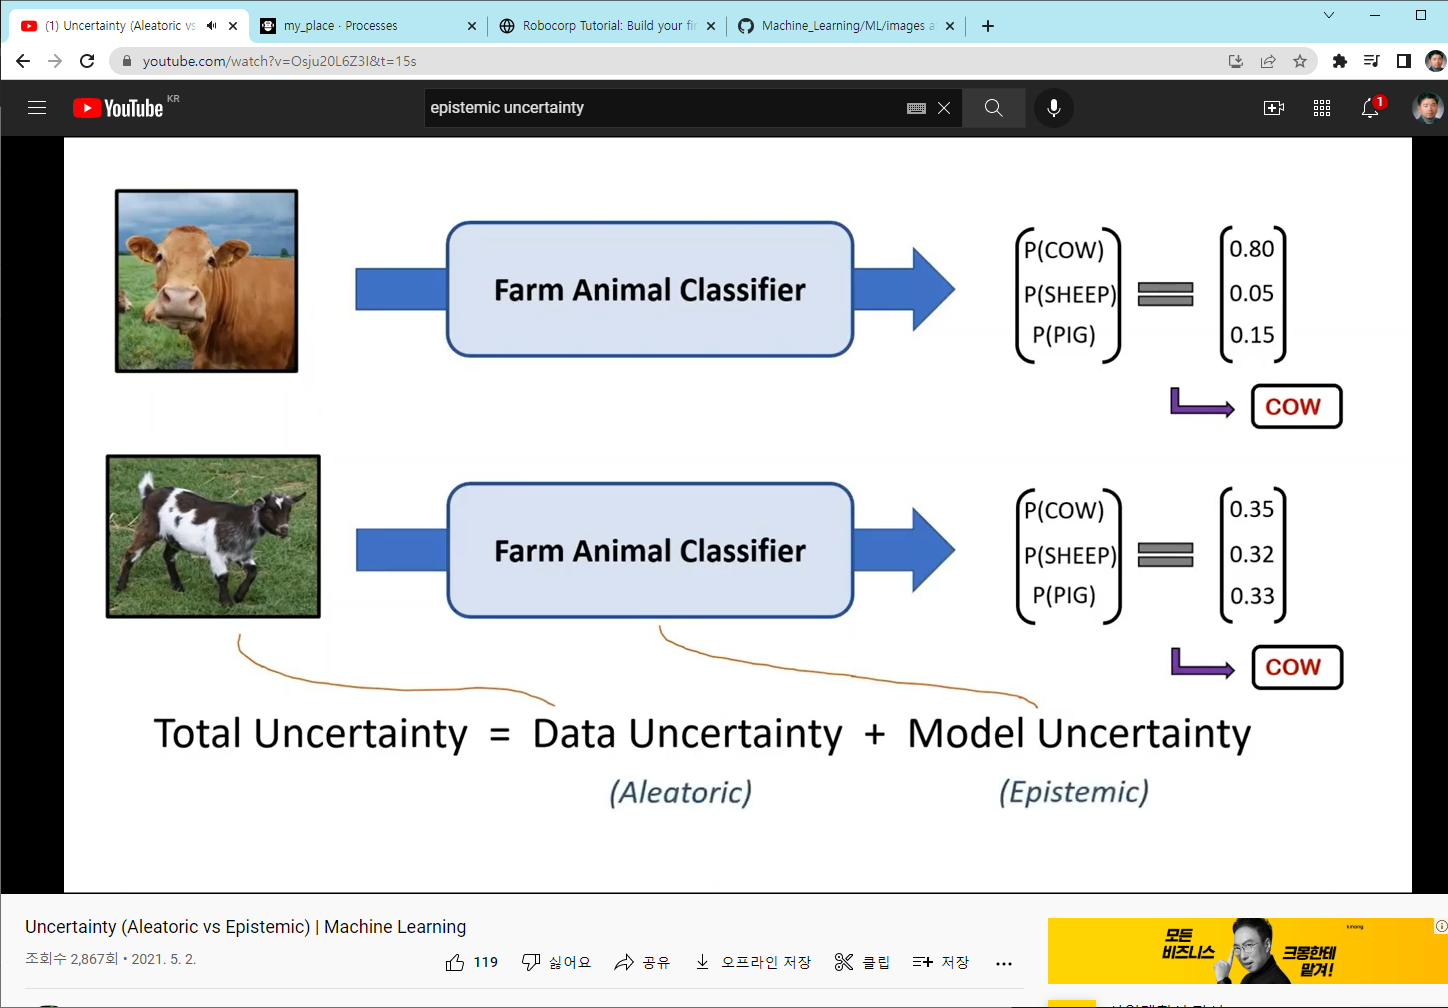 (1) Uncertainty (Aleatoric vs
my_place · Processes
Robocorp Tutorial: Build your fir
Machine_Learning/ML/images a
youtube.com/watch?v=Osju20L6Z3I&t=15s
YouTube KR
epistemic uncertainty
1
Farm Animal Classifier
P(COW)
P(SHEEP)
P(PIG)
0.80
0.05
0.15
COW
Farm Animal Classifier
P(COW)
P(SHEEP)
P(PIG)
0.35
0.32
0.33
COW
Total Uncertainty = Data Uncertainty + Model Uncertainty
(Aleatoric)
(Epistemic)
Uncertainty (Aleatoric vs Epistemic) | Machine Learning
조회수 2,867회 • 2021. 5. 2.
119
싫어요
공유
오프라인 저장
클립
저장
모든
비즈니스
크몽한테
맡겨!
kmong